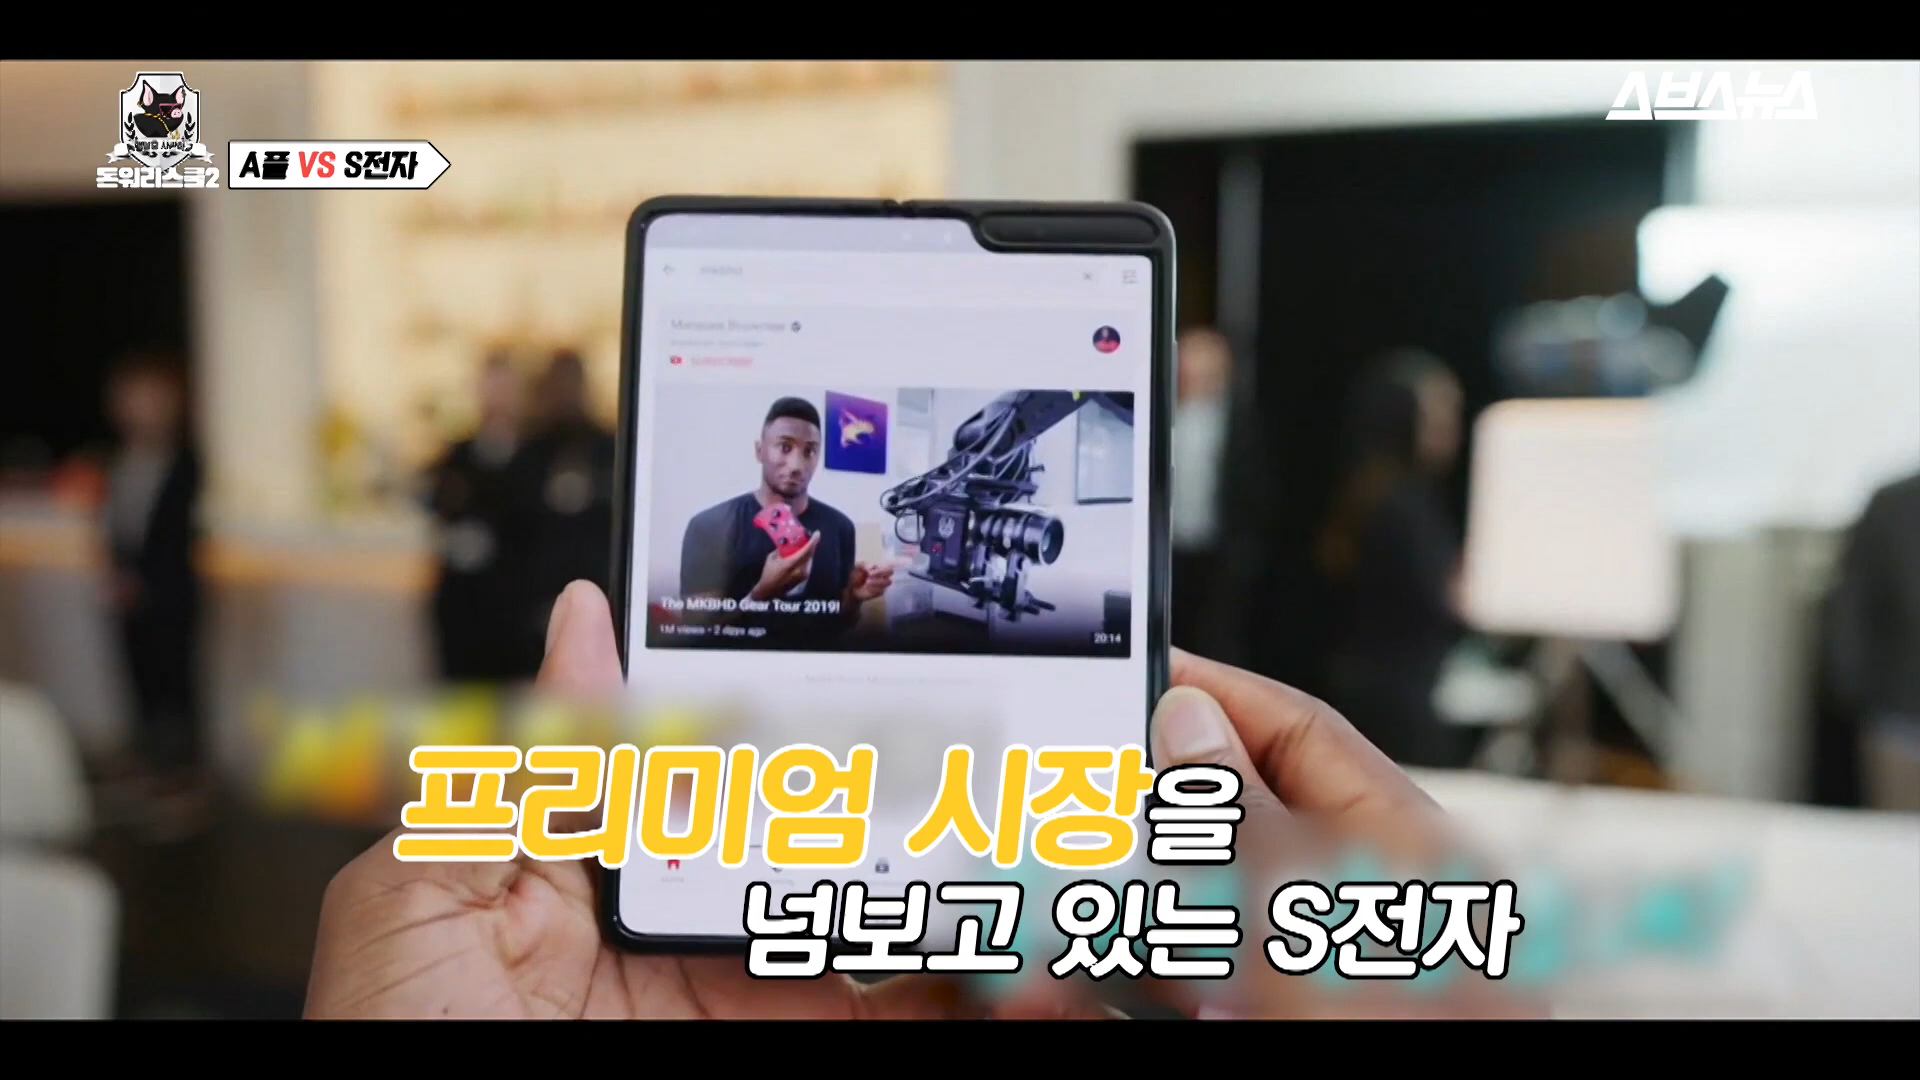 스브스뉴스
돈워리스쿨2
A플 VS S전자
The MKBHD Gear Tour 2019!
1M views • 2 days ago
20:14
프리미엄 시장을
넘보고 있는 S전자